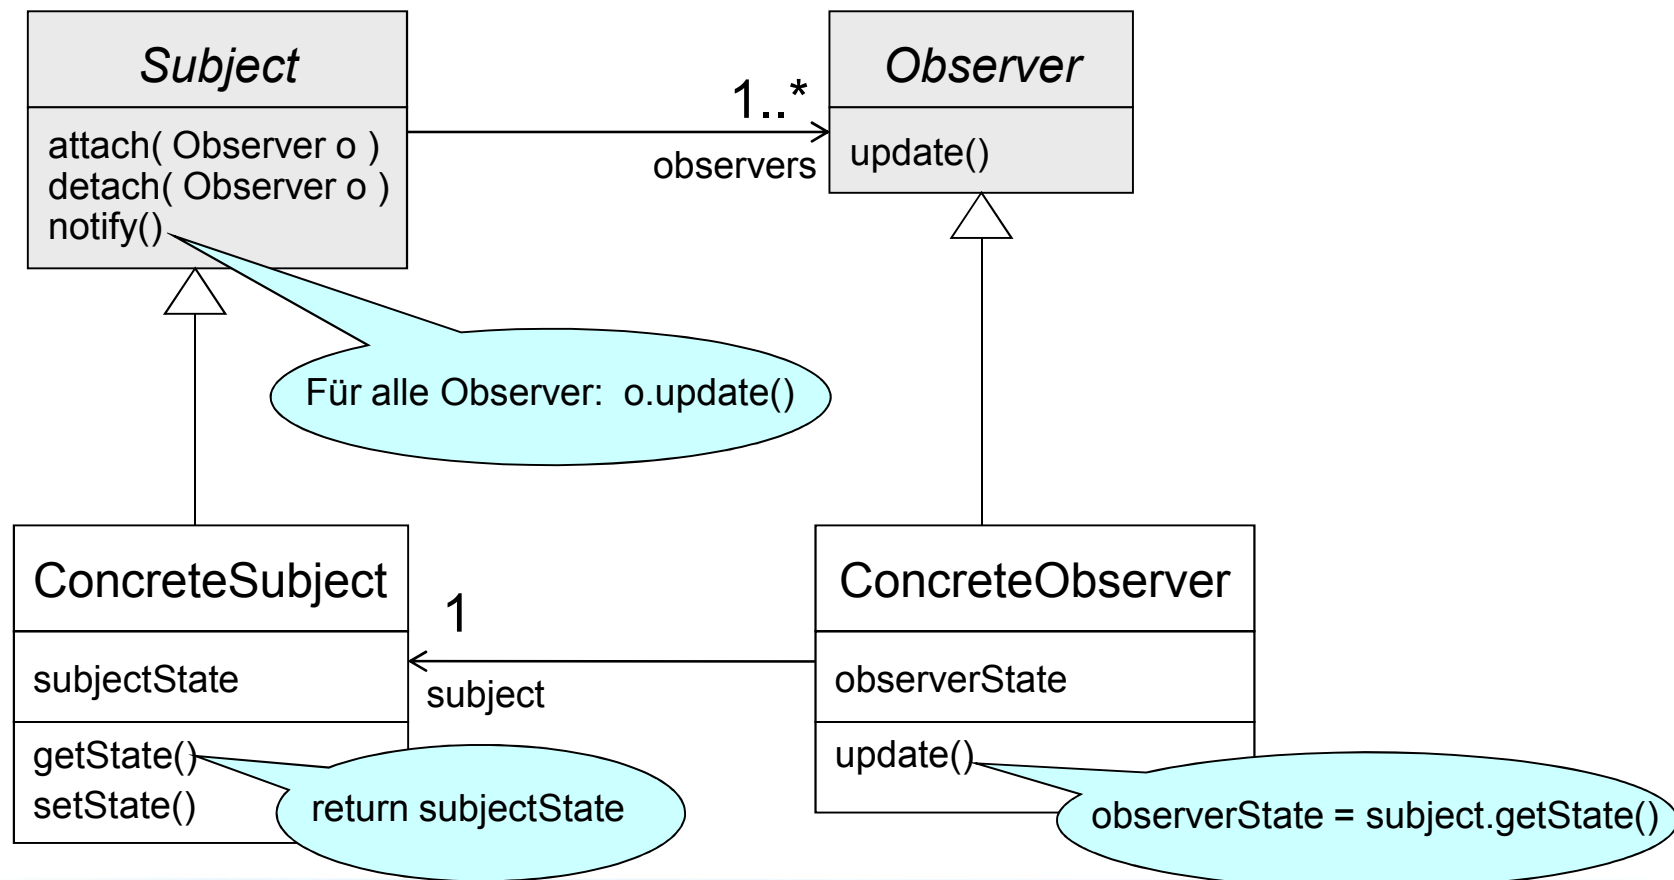 Subject
attach( Observer o )
detach( Observer o )
notify()
1..*
observers
Observer
update()
Für alle Observer: o.update()
ConcreteSubject
subjectState
getState()
setState()
return subjectState
1
subject
ConcreteObserver
observerState
update()
observerState = subject.getState()